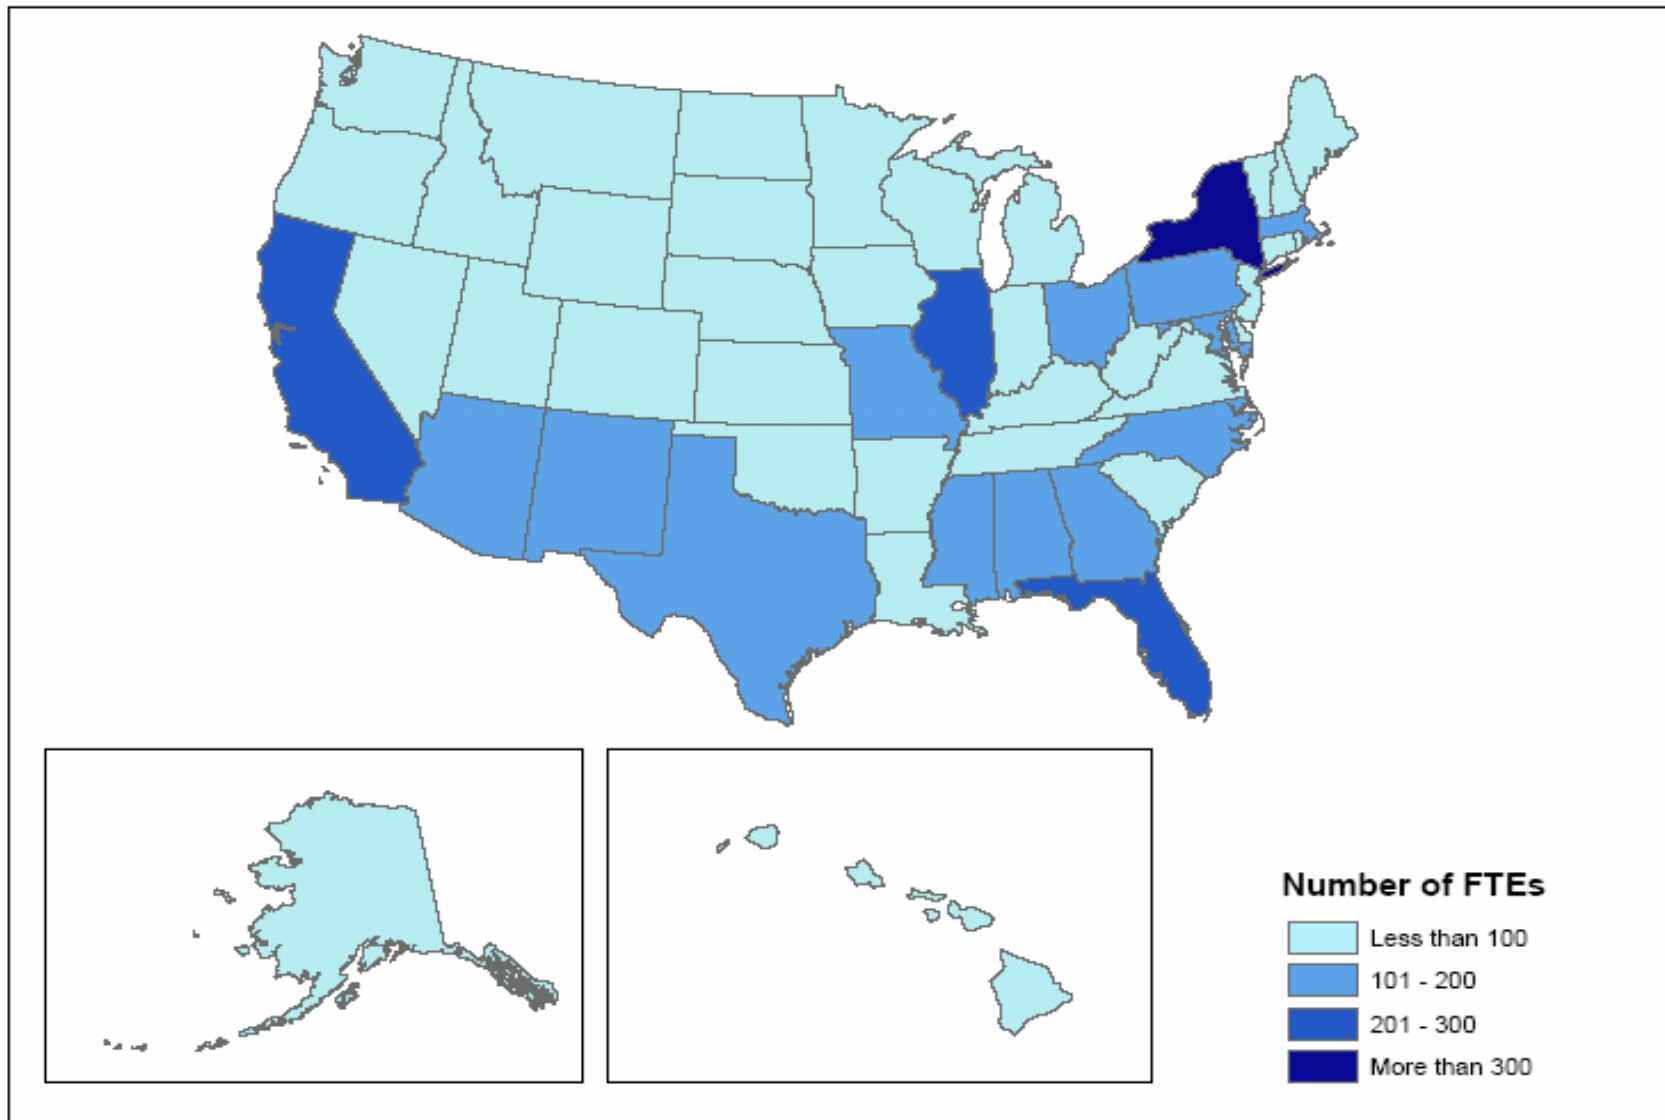 Number of FTEs
Less than 100
101 - 200
201 - 300
More than 300